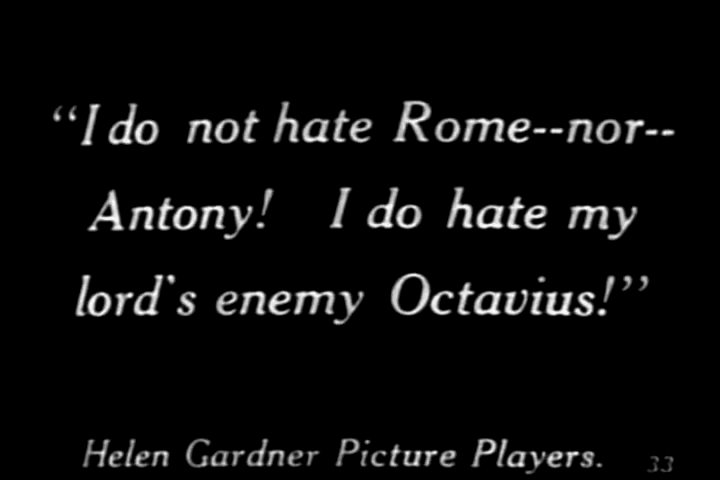 “I do not hate Rome--nor--
Antony! I do hate my
lord's enemy Octavius!”
Helen Gardner Picture Players. 33